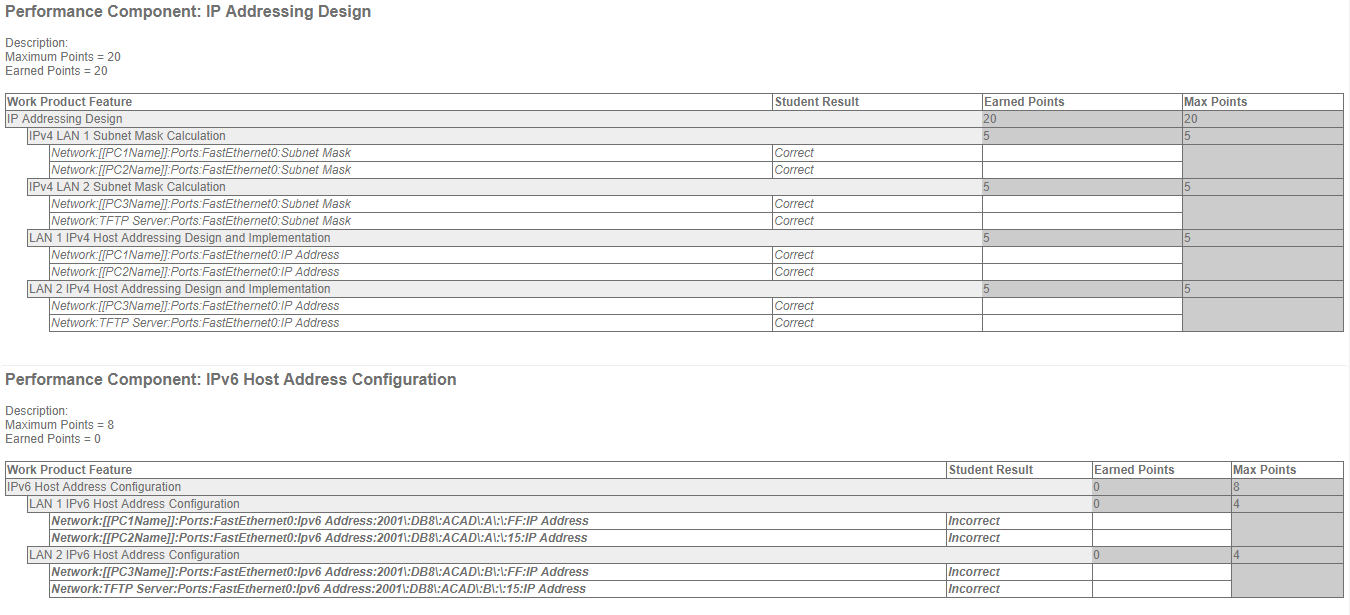 Performance Component: IP Addressing Design
Description:
Maximum Points = 20
Earned Points = 20
Work Product Feature Student Result Earned Points Max Points
IP Addressing Design 20 20
IPv4 LAN 1 Subnet Mask Calculation 5 5
Network:[[PC1Name]]:Ports:FastEthernet0:Subnet Mask Correct
Network:[[PC2Name]]:Ports:FastEthernet0:Subnet Mask Correct
IPv4 LAN 2 Subnet Mask Calculation 5 5
Network:[[PC3Name]]:Ports:FastEthernet0:Subnet Mask Correct
Network:TFTP Server:Ports:FastEthernet0:Subnet Mask Correct
LAN 1 IPv4 Host Addressing Design and Implementation 5 5
Network:[[PC1Name]]:Ports:FastEthernet0:IP Address Correct
Network:[[PC2Name]]:Ports:FastEthernet0:IP Address Correct
LAN 2 IPv4 Host Addressing Design and Implementation 5 5
Network:[[PC3Name]]:Ports:FastEthernet0:IP Address Correct
Network:TFTP Server:Ports:FastEthernet0:IP Address Correct
Performance Component: IPv6 Host Address Configuration
Description:
Maximum Points = 8
Earned Points = 0
Work Product Feature Student Result Earned Points Max Points
IPv6 Host Address Configuration 0 8
LAN 1 IPv6 Host Address Configuration 0 4
Network:[[PC1Name]]:Ports:FastEthernet0:Ipv6 Address:2001\:DB8\:ACAD\:A\:\:FF:IP Address Incorrect
Network:[[PC2Name]]:Ports:FastEthernet0:Ipv6 Address:2001\:DB8\:ACAD\:A\:\:15:IP Address Incorrect
LAN 2 IPv6 Host Address Configuration 0 4
Network:[[PC3Name]]:Ports:FastEthernet0:Ipv6 Address:2001\:DB8\:ACAD\:B\:\:FF:IP Address Incorrect
Network:TFTP Server:Ports:FastEthernet0:Ipv6 Address:2001\:DB8\:ACAD\:B\:\:15:IP Address Incorrect